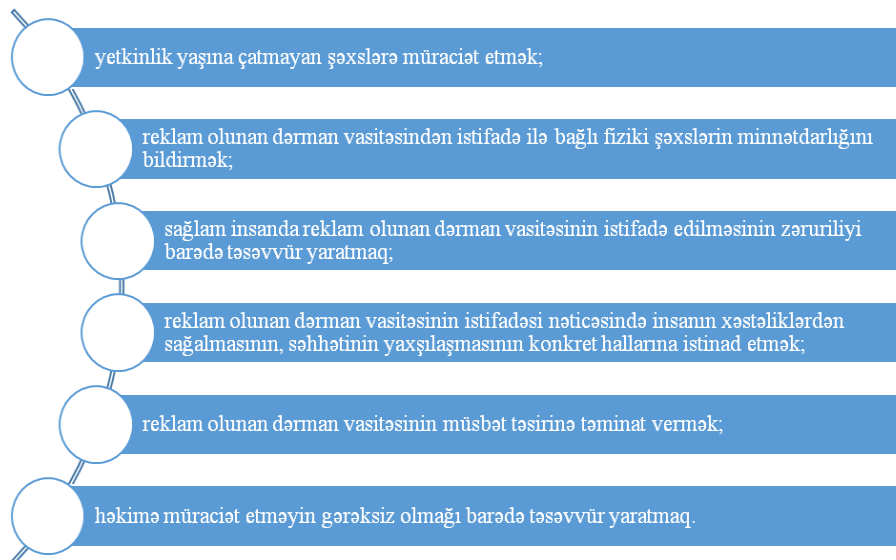 yetkinlik yaşına çatmayan şəxslərə müraciət etmək;
reklam olunan dərman vasitəsindən istifadə ilə bağlı fiziki şəxslərin minnətdarlığını
bildirmək;
sağlam insanda reklam olunan dərman vasitəsinin istifadə edilməsinin zəruriliyi
barədə təsəvvür yaratmaq;
reklam olunan dərman vasitəsinin istifadəsi nəticəsində insanın xəstəliklərdən
sağalmasının, səhhətinin yaxşılaşmasının konkret hallarına istinad etmək;
reklam olunan dərman vasitəsinin müsbət təsirinə təminat vermək;
həkimə müraciət etməyin gərəksiz olmağı barədə təsəvvür yaratmaq.